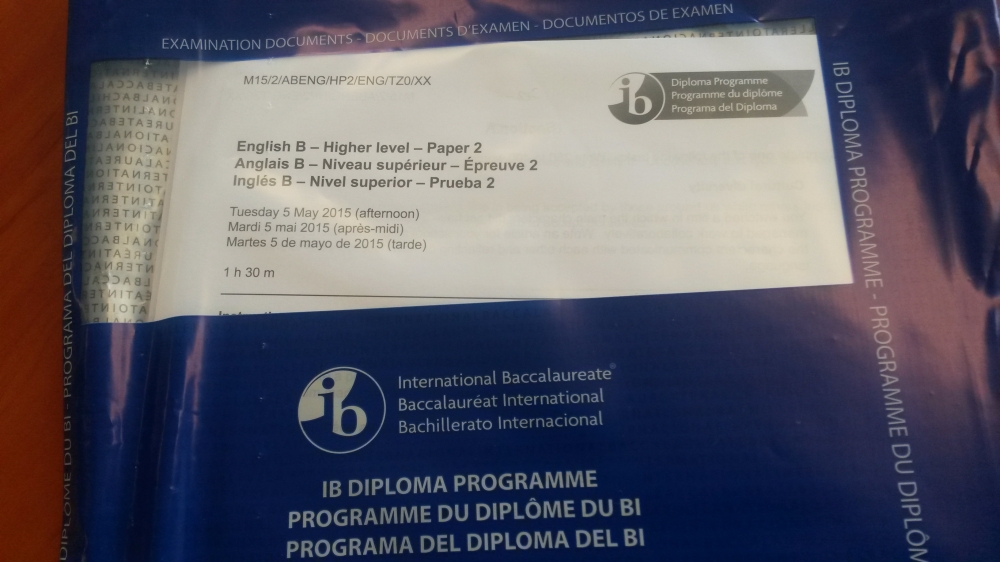 EXAMINATION DOCUMENTS - DOCUMENTS D'EXAMEN - DOCUMENTOS DE EXAMEN
M15/2/ABENG/HP2/ENG/TZ0/XX
ib
Diploma Programme
Programme du diplôme
Programa del Diploma
English B – Higher level – Paper 2
Anglais B – Niveau supérieur – Épreuve 2
Inglés B – Nivel superior – Prueba 2
Tuesday 5 May 2015 (afternoon)
Mardi 5 mai 2015 (après-midi)
Martes 5 de mayo de 2015 (tarde)
1 h 30 m
ib
International Baccalaureate®
Baccalauréat International
Bachillerato Internacional
IB DIPLOMA PROGRAMME
PROGRAMME DU DIPLÔME DU BI
PROGRAMA DEL DIPLOMA DEL BI
DIPLÔME DU BI - PROGRAMA DEL DIPLOMA DEL BI
IB DIPLOMA PROGRAMME - PROGRAMME DU DIPLÔM